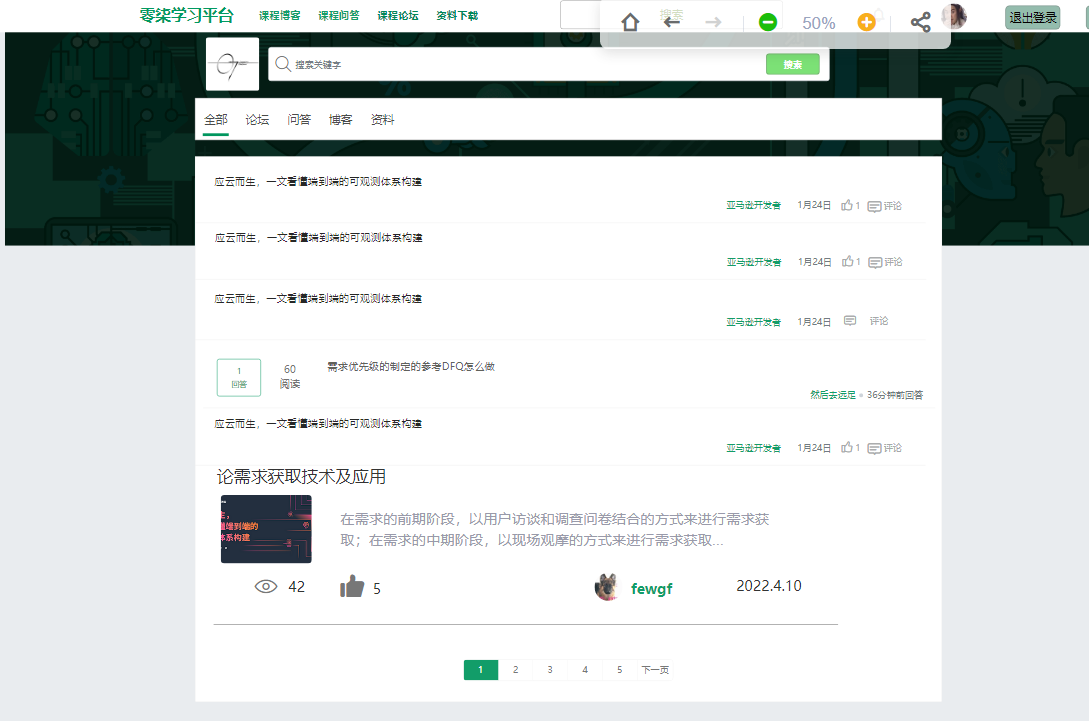 零柒学习平台 课程博客 课程问答 课程论坛 资料下载 搜索 50% 退出登录
搜索关键字 搜索
全部 论坛 问答 博客 资料
应云而生，一文看懂端到端的可观测体系构建
亚马逊开发者 1月24日 1 评论
应云而生，一文看懂端到端的可观测体系构建
亚马逊开发者 1月24日 1 评论
应云而生，一文看懂端到端的可观测体系构建
亚马逊开发者 1月24日 评论
1
回答
60
阅读
需求优先级的制定的参考DFQ怎么做
然后去远足 36分钟前回答
应云而生，一文看懂端到端的可观测体系构建
亚马逊开发者 1月24日 1 评论
论需求获取技术及应用
懂端到端的
体系构建
在需求的前期阶段，以用户访谈和调查问卷结合的方式来进行需求获
取；在需求的中期阶段，以现场观摩的方式来进行需求获取...
42 5 fewgf 2022.4.10
1 2 3 4 5 下一页